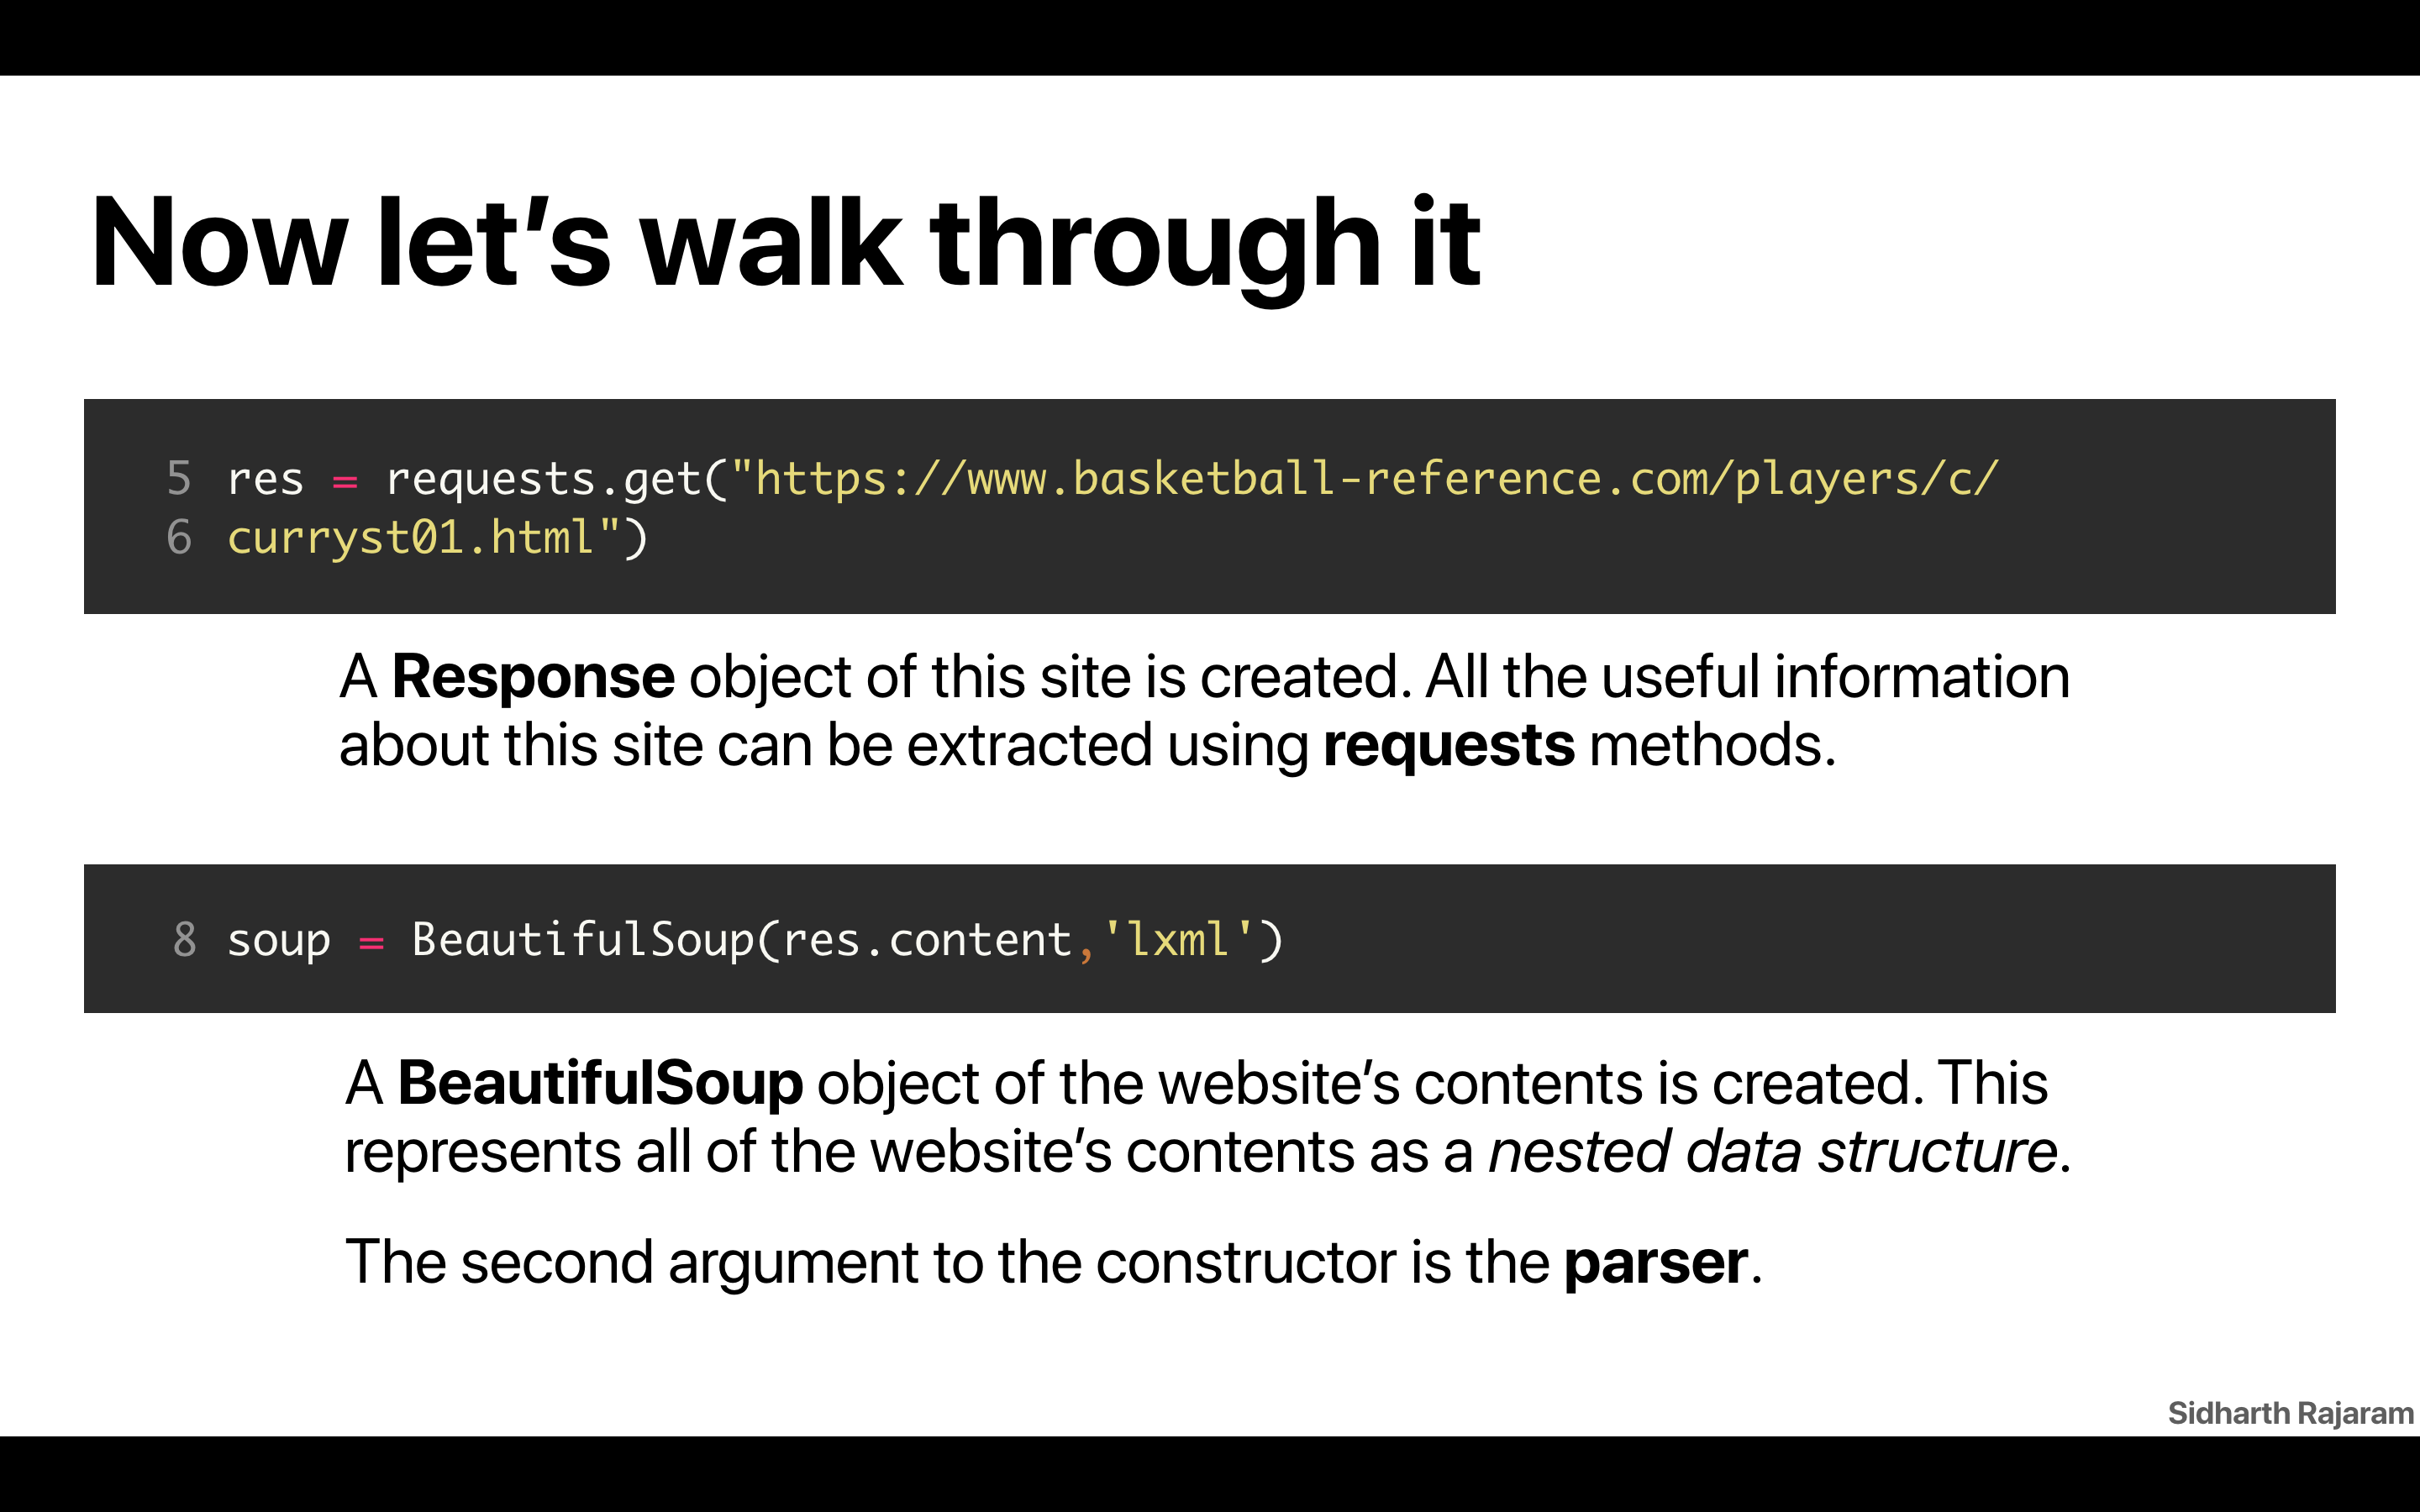 Now let’s walk through it
5 res = requests.get("https://www.basketball-reference.com/players/c/
6 curryst01.html")
A Response object of this site is created. All the useful information
about this site can be extracted using requests methods.
8 soup = BeautifulSoup(res.content,'lxml')
A BeautifulSoup object of the website’s contents is created. This
represents all of the website’s contents as a nested data structure.
The second argument to the constructor is the parser.
Sidharth Rajaram